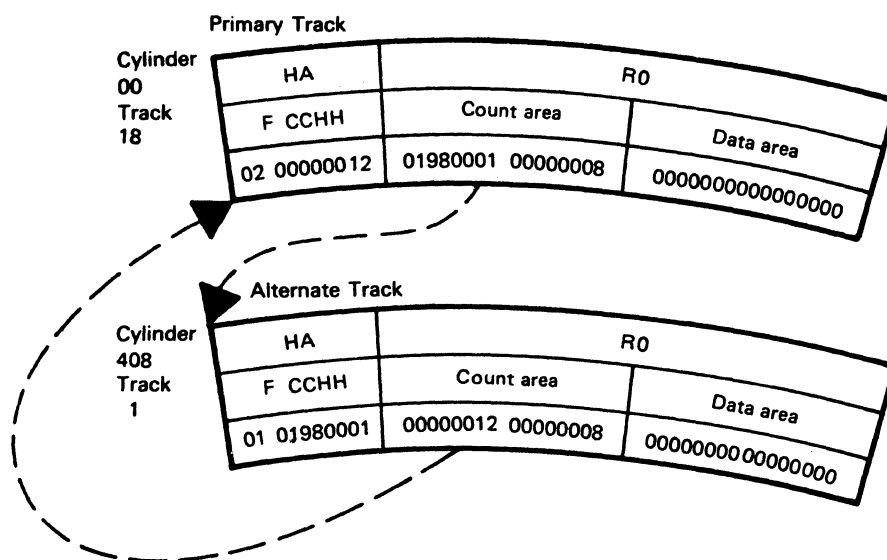 Primary Track
Cylinder
00
Track
18
HA R0
F CCHH Count area Data area
02 00000012 01980001 00000008 0000000000000000
Alternate Track
Cylinder
408
Track
1
HA R0
F CCHH Count area Data area
01 01980001 00000012 00000008 0000000000000000